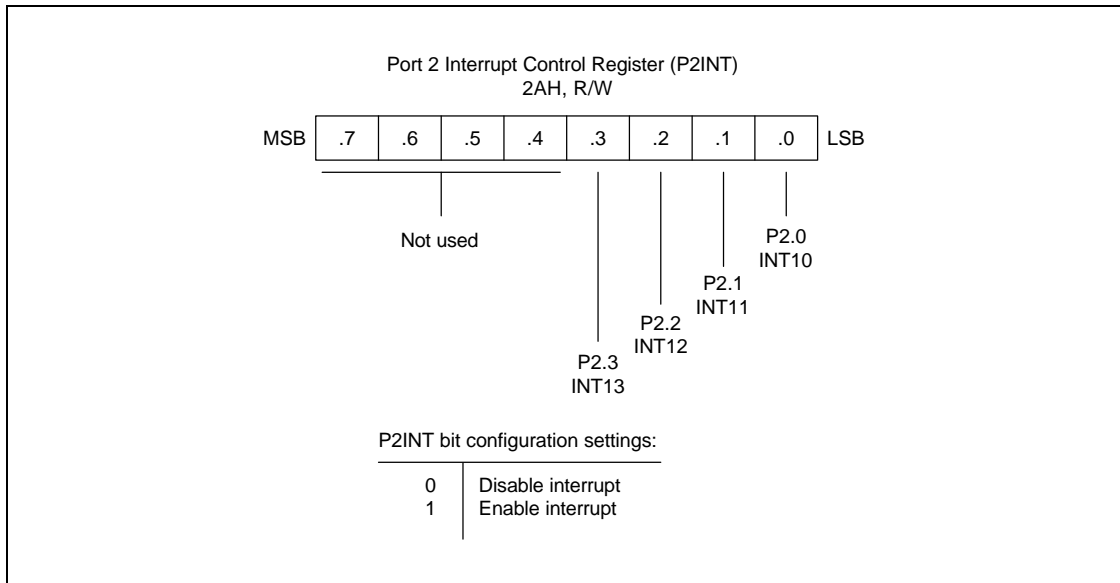 Port 2 Interrupt Control Register (P2INT)
2AH, R/W
MSB .7 .6 .5 .4 .3 .2 .1 .0 LSB
Not used
P2.0
INT10
P2.1
INT11
P2.2
INT12
P2.3
INT13
P2INT bit configuration settings:
0 Disable interrupt
1 Enable interrupt